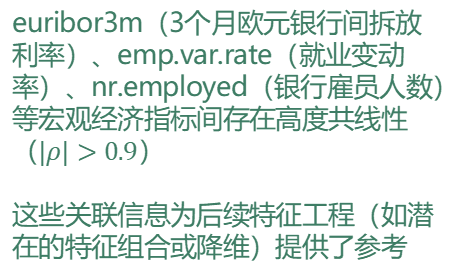 euribor3m（3个月欧元银行间拆放
利率）、emp.var.rate（就业变动
率）、nr.employed（银行雇员人数）
等宏观经济指标间存在高度共线性
（|ρ| > 0.9）
这些关联信息为后续特征工程（如潜
在的特征组合或降维）提供了参考